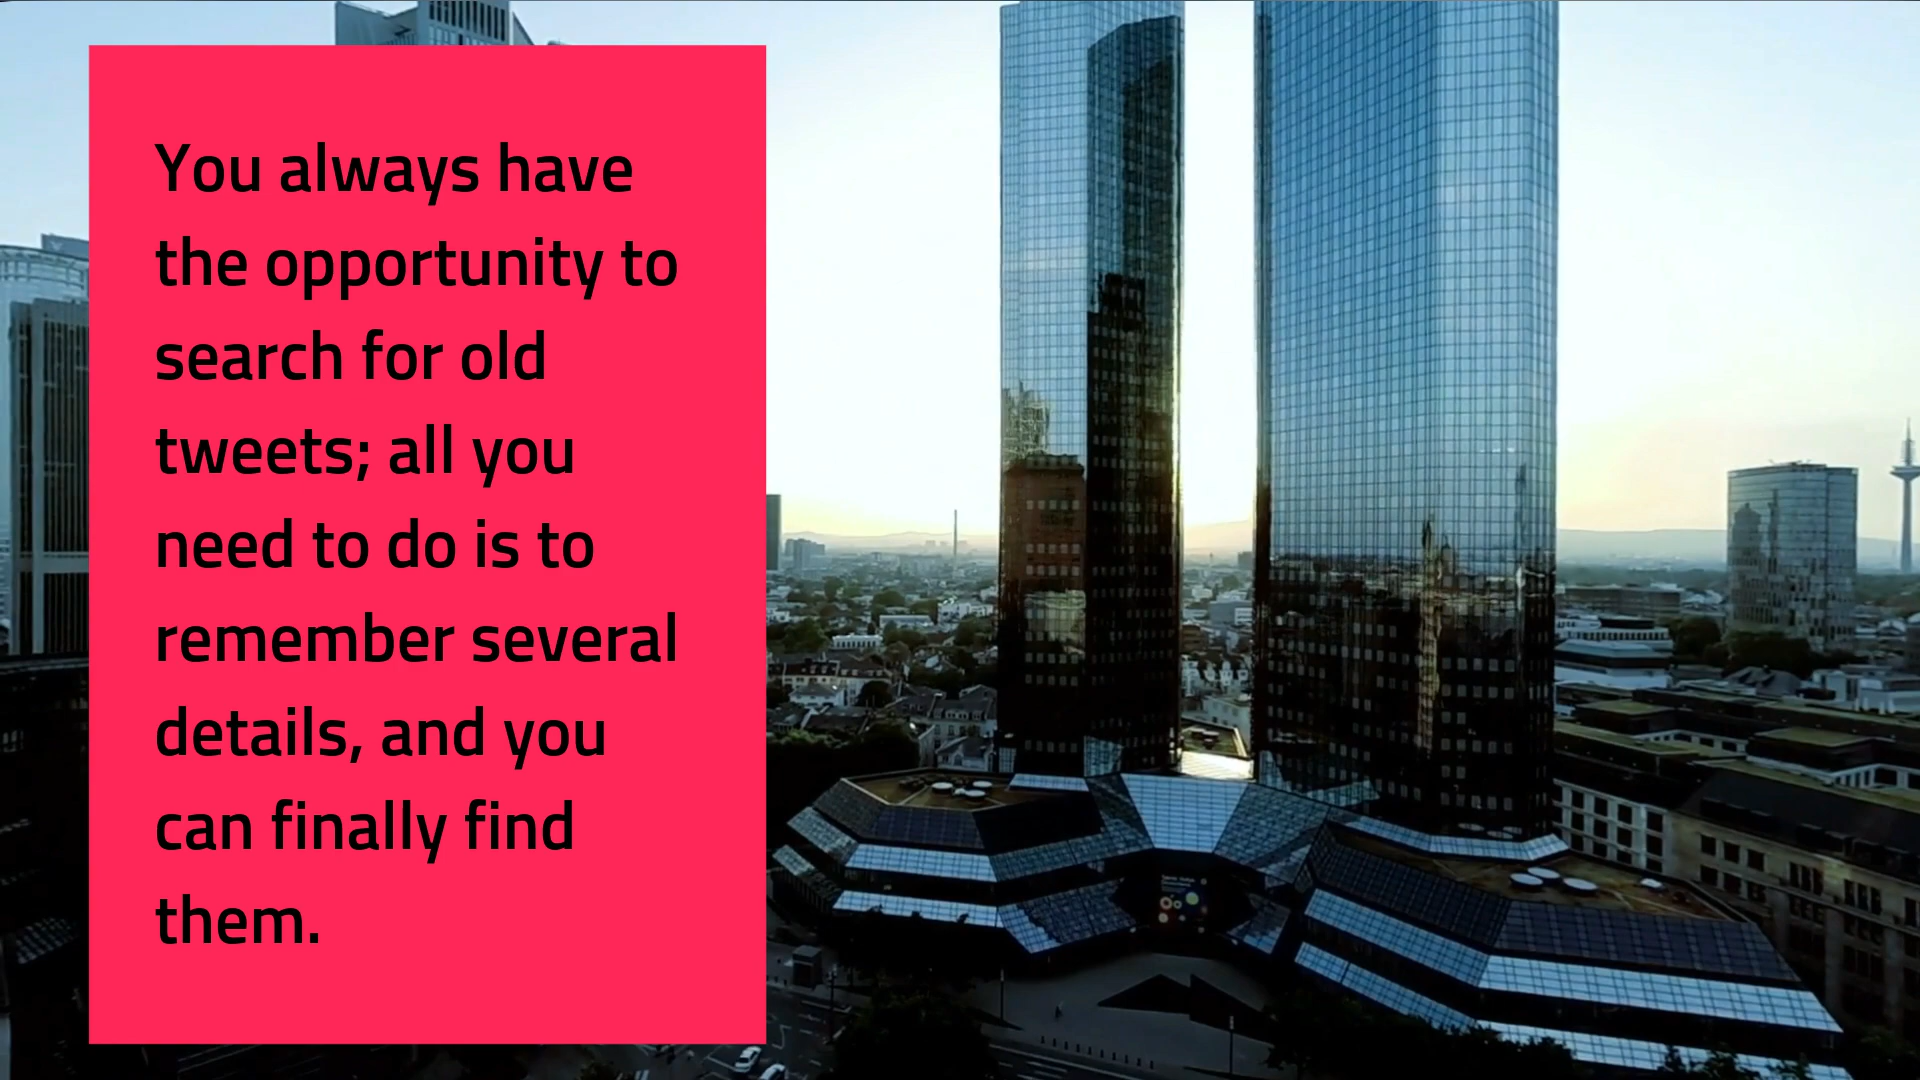 You always have
the opportunity to
search for old
tweets; all you
need to do is to
remember several
details, and you
can finally find
them.